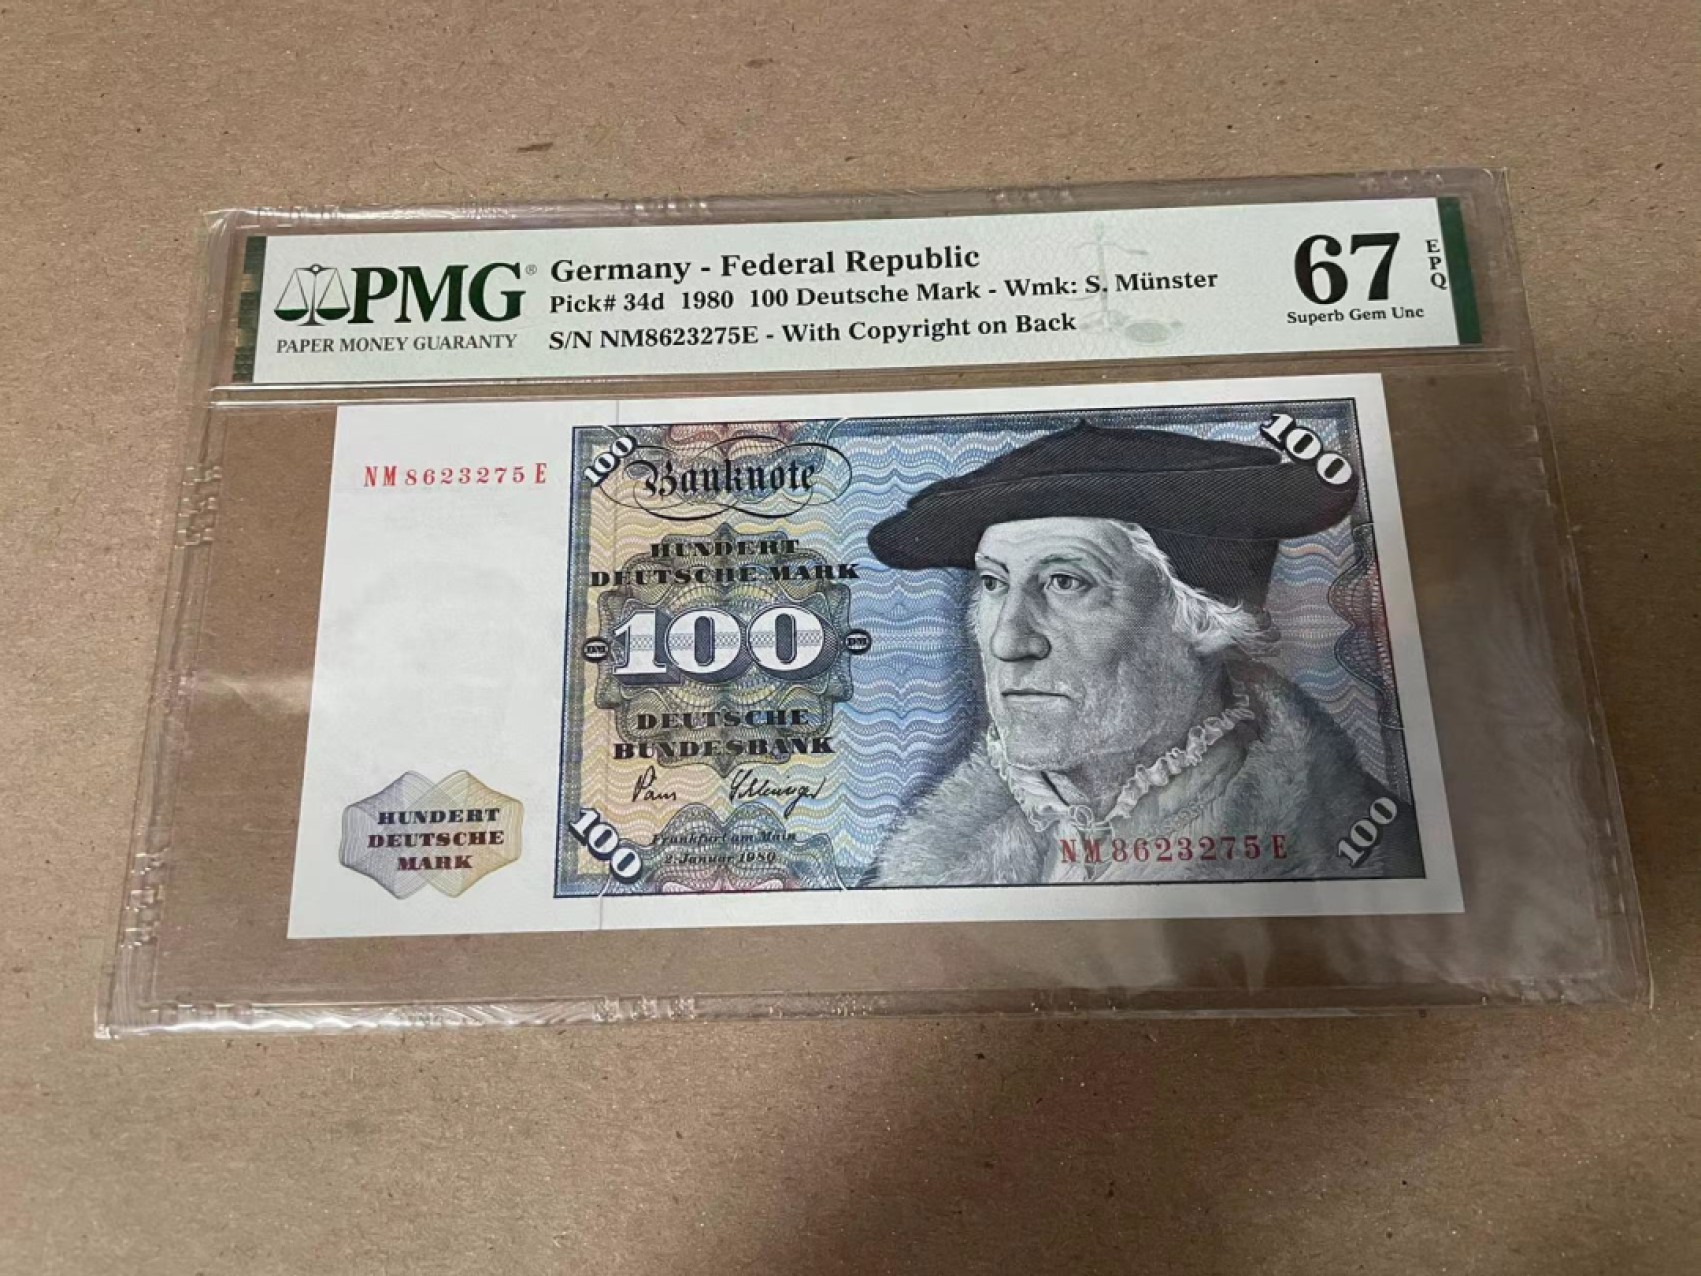 PMG®
PAPER MONEY GUARANTY
Germany - Federal Republic
Pick# 34d 1980 100 Deutsche Mark - Wmk: S. Münster
S/N NM8623275E - With Copyright on Back
67
EPQ
Superb Gem Unc
NM8623275E
100
Banknote
100
HUNDERT
DEUTSCHE MARK
DM 100 DM
DEUTSCHE
BUNDESBANK
Frankfurt am Main
2. Januar 1980
100
HUNDERT
DEUTSCHE
MARK
NM8623275E
100